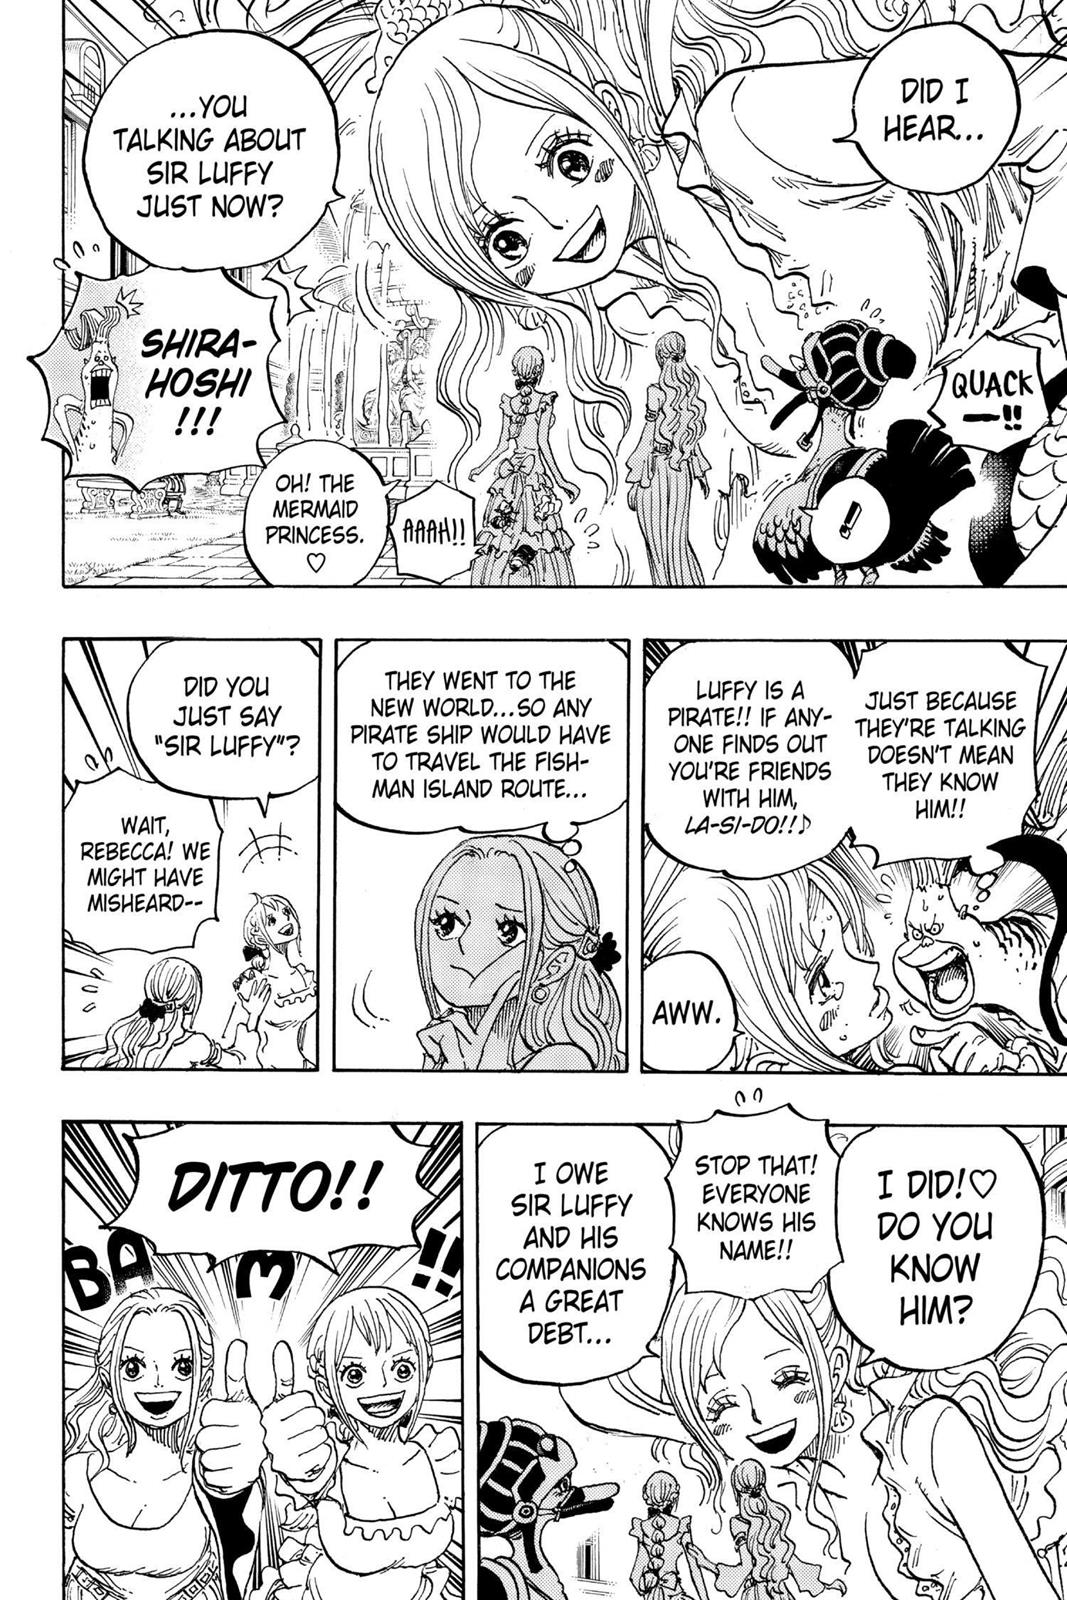 DID I
HEAR...
...YOU
TALKING ABOUT
SIR LUFFY
JUST NOW?
QUACK
—!!
!
AAAH!!
OH! THE
MERMAID
PRINCESS.
♡
SHIRA-
HOSHI
!!!
JUST BECAUSE
THEY'RE TALKING
DOESN'T MEAN
THEY KNOW
HIM!!
LUFFY IS A
PIRATE!! IF ANY-
ONE FINDS OUT
YOU'RE FRIENDS
WITH HIM,
LA-SI-DO!!♪
AWW.
THEY WENT TO THE
NEW WORLD...SO ANY
PIRATE SHIP WOULD HAVE
TO TRAVEL THE FISH-
MAN ISLAND ROUTE...
DID YOU
JUST SAY
"SIR LUFFY"?
WAIT,
REBECCA! WE
MIGHT HAVE
MISHEARD--
I DID!♡
DO YOU
KNOW
HIM?
STOP THAT!
EVERYONE
KNOWS HIS
NAME!!
I OWE
SIR LUFFY
AND HIS
COMPANIONS
A GREAT
DEBT...
DITTO!!
BAM!!